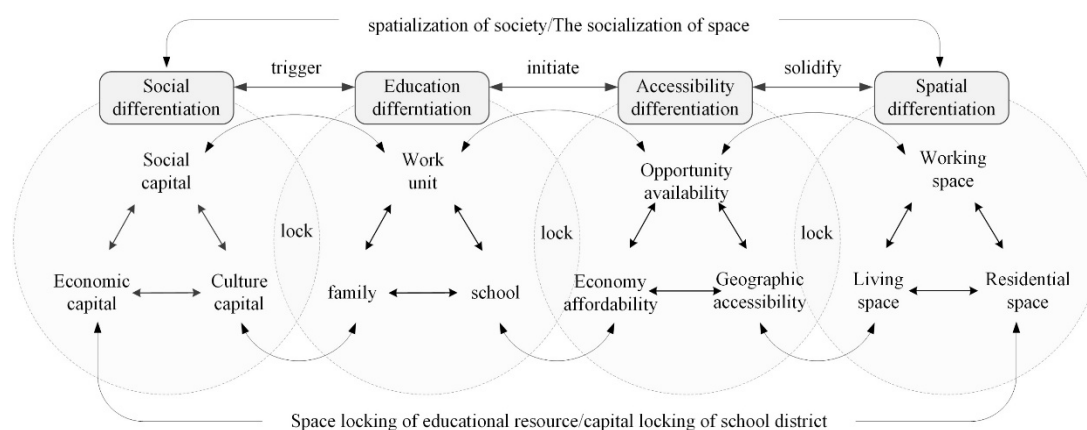 spatialization of society/The socialization of space
trigger
initiate
solidify
Social
differentiation
Education
differntiation
Accessibility
differentiation
Spatial
differentiation
Social
capital
Work
unit
Opportunity
availability
Working
space
lock
lock
lock
Economic
capital
Culture
capital
family
school
Economy
affordability
Geographic
accessibility
Living
space
Residential
space
Space locking of educational resource/capital locking of school district